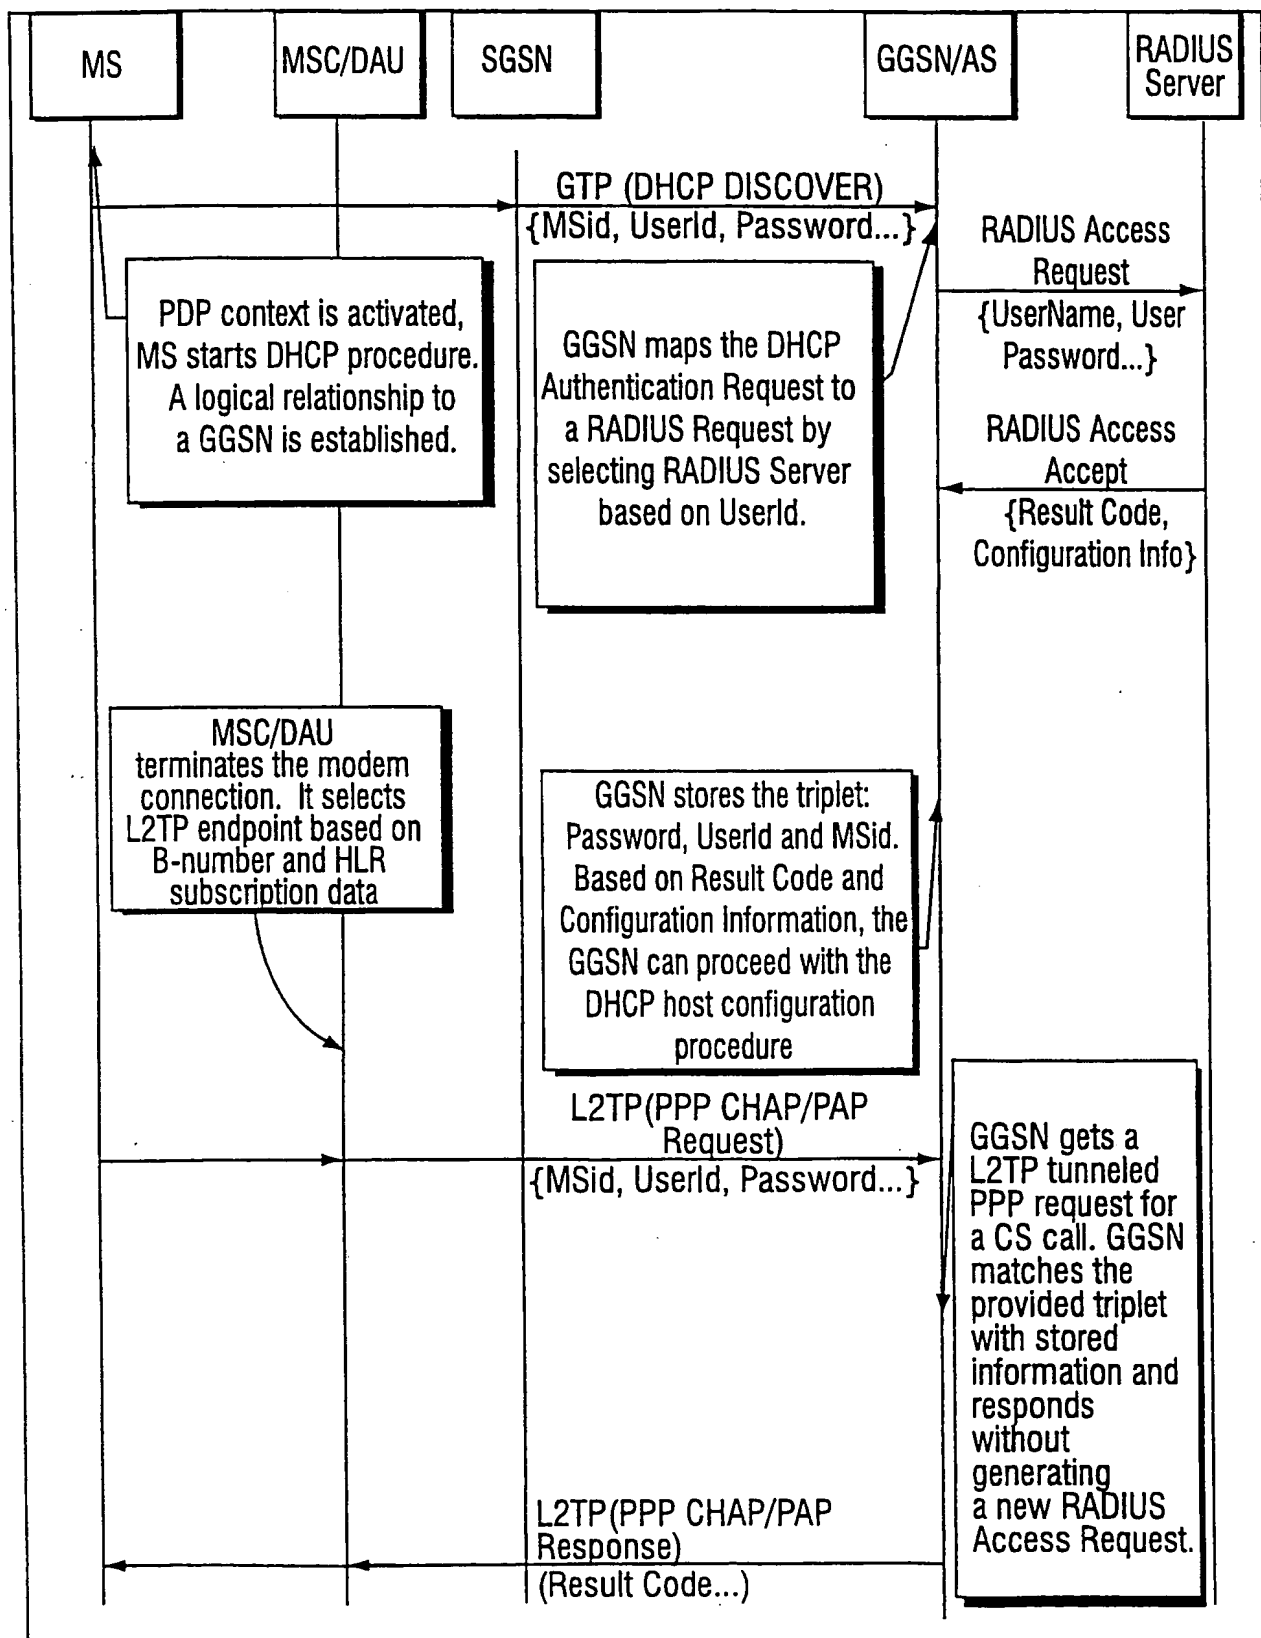 MS
MSC/DAU
SGSN
GGSN/AS
RADIUS
Server
GTP (DHCP DISCOVER)
{MSid, UserId, Password...}
RADIUS Access
Request
{UserName, User
Password...}
PDP context is activated,
MS starts DHCP procedure.
A logical relationship to
a GGSN is established.
GGSN maps the DHCP
Authentication Request to
a RADIUS Request by
selecting RADIUS Server
based on UserId.
RADIUS Access
Accept
{Result Code,
Configuration Info}
MSC/DAU
terminates the modem
connection. It selects
L2TP endpoint based on
B-number and HLR
subscription data
GGSN stores the triplet:
Password, UserId and MSid.
Based on Result Code and
Configuration Information, the
GGSN can proceed with the
DHCP host configuration
procedure
L2TP(PPP CHAP/PAP
Request)
{MSid, UserId, Password...}
GGSN gets a
L2TP tunneled
PPP request for
a CS call. GGSN
matches the
provided triplet
with stored
information and
responds
without
generating
a new RADIUS
Access Request.
L2TP(PPP CHAP/PAP
Response)
(Result Code...)